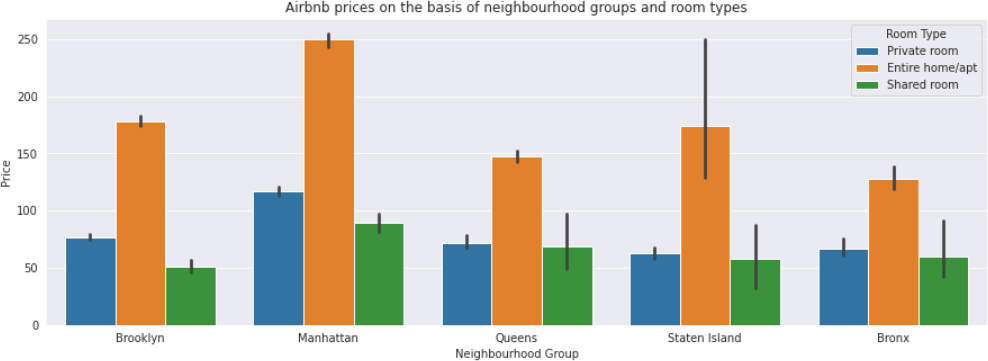 Airbnb prices on the basis of neighbourhood groups and room types
Room Type
Private room
Entire home/apt
Shared room
Price
250
200
150
100
50
0
Brooklyn
Manhattan
Queens
Staten Island
Bronx
Neighbourhood Group